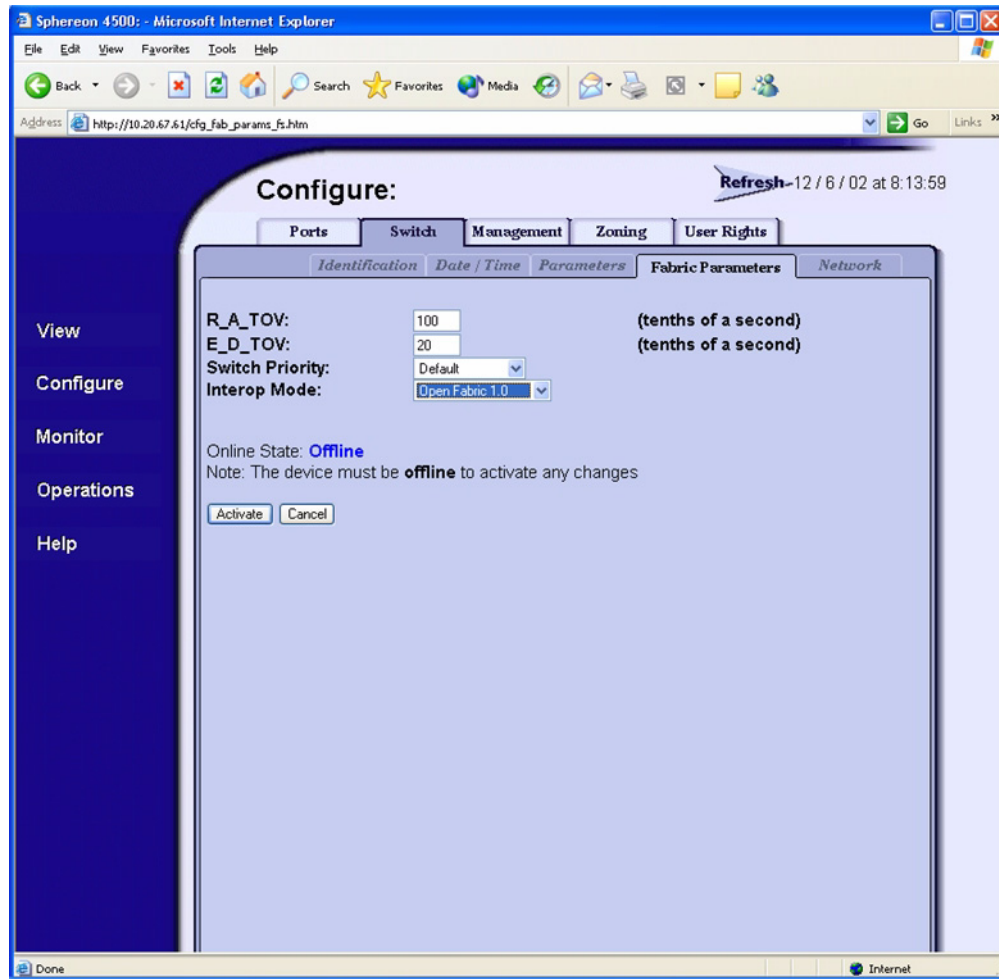 Sphereon 4500: - Microsoft Internet Explorer
File Edit View Favorites Tools Help
Back Search Favorites Media
Address http://10.20.67.61/cfg_fab_params_fs.htm Go Links »
Configure: Refresh 12 / 6 / 02 at 8:13:59
Ports Switch Management Zoning User Rights
Identification Date / Time Parameters Fabric Parameters Network
View
Configure
Monitor
Operations
Help
R_A_TOV: 100 (tenths of a second)
E_D_TOV: 20 (tenths of a second)
Switch Priority: Default
Interop Mode: Open Fabric 1.0
Online State: Offline
Note: The device must be offline to activate any changes
Activate Cancel
Done Internet